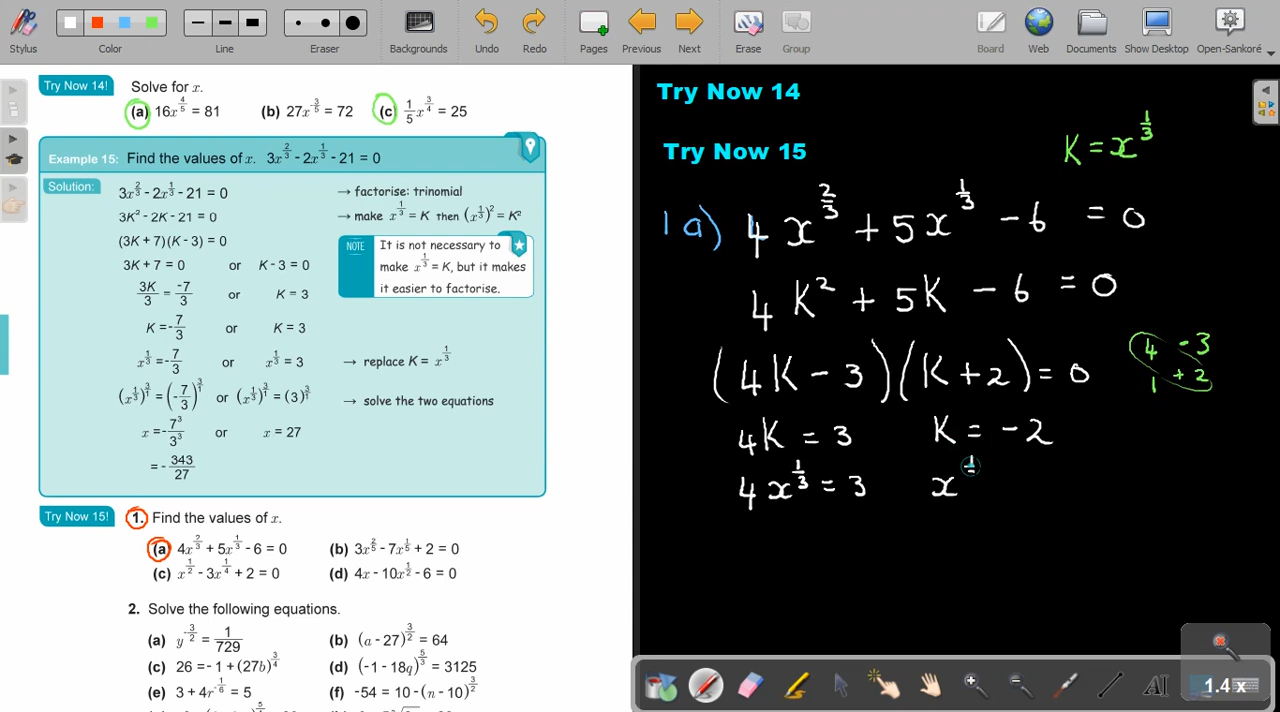 Stylus Color Line Eraser Backgrounds Undo Redo Pages Previous Next Erase Group Board Web Documents Show Desktop Open-Sankoré
Try Now 14! Solve for x.
(a) 16x^{4/5} = 81 (b) 27x^{-3/5} = 72 (c) 1/5 x^{3/4} = 25
Example 15: Find the values of x. 3x^{2/3} - 2x^{1/3} - 21 = 0
Solution:
3x^{2/3} - 2x^{1/3} - 21 = 0 → factorise: trinomial
3K² - 2K - 21 = 0 → make x^{1/3} = K then (x^{1/3})² = K²
(3K + 7)(K - 3) = 0
NOTE It is not necessary to
make x^{1/3} = K, but it makes
it easier to factorise.
3K + 7 = 0 or K - 3 = 0
3K/3 = -7/3 or K = 3
K = -7/3 or K = 3
x^{1/3} = -7/3 or x^{1/3} = 3 → replace K = x^{1/3}
(x^{1/3})^{3/1} = (-7/3)^{3/1} or (x^{1/3})^{3/1} = (3)^{3/1} → solve the two equations
x = -7³/3³ or x = 27
= -343/27
Try Now 15! 1. Find the values of x.
(a) 4x^{2/3} + 5x^{1/3} - 6 = 0 (b) 3x^{2/5} - 7x^{1/5} + 2 = 0
(c) x^{1/2} - 3x^{1/4} + 2 = 0 (d) 4x - 10x^{1/2} - 6 = 0
2. Solve the following equations.
(a) y^{-3/2} = 1/729 (b) (a - 27)^{3/2} = 64
(c) 26 = -1 + (27b)^{3/4} (d) (-1 - 18q)^{5/3} = 3125
(e) 3 + 4r^{-1/6} = 5 (f) -54 = 10 - (n - 10)^{3/2}
Try Now 14
Try Now 15
K = x^{1/3}
1a) 4x^{2/3} + 5x^{1/3} - 6 = 0
4K² + 5K - 6 = 0
(4K - 3)(K + 2) = 0
4 -3
1 +2
4K = 3 K = -2
4x^{1/3} = 3 x
1.4 x